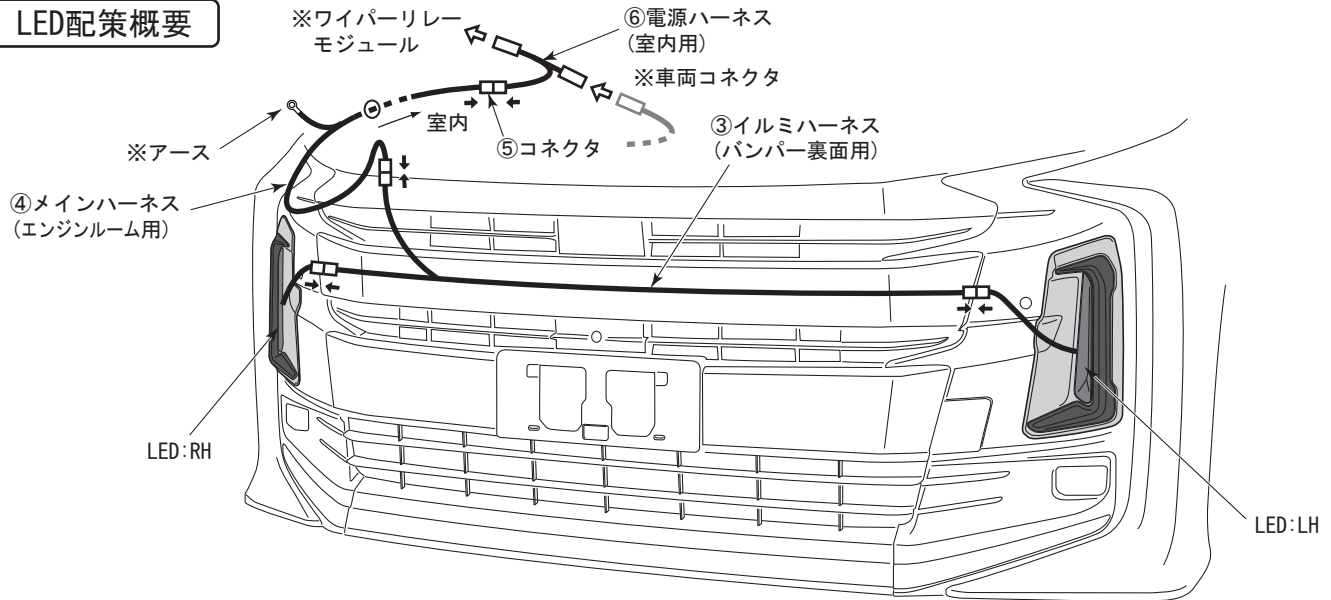 LED配策概要
※ワイパーリレー
モジュール
⑥電源ハーネス
(室内用)
※車両コネクタ
室内
⑤コネクタ
③イルミハーネス
(バンパー裏面用)
※アース
④メインハーネス
(エンジンルーム用)
LED:RH
LED:LH